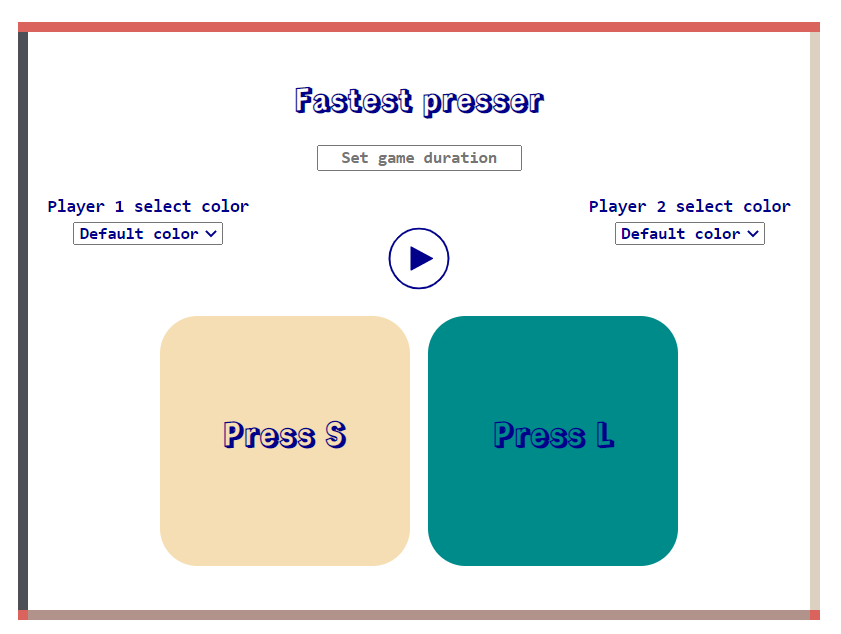 Fastest presser
Set game duration
Player 1 select color
Default color
Player 2 select color
Default color
Press S
Press L